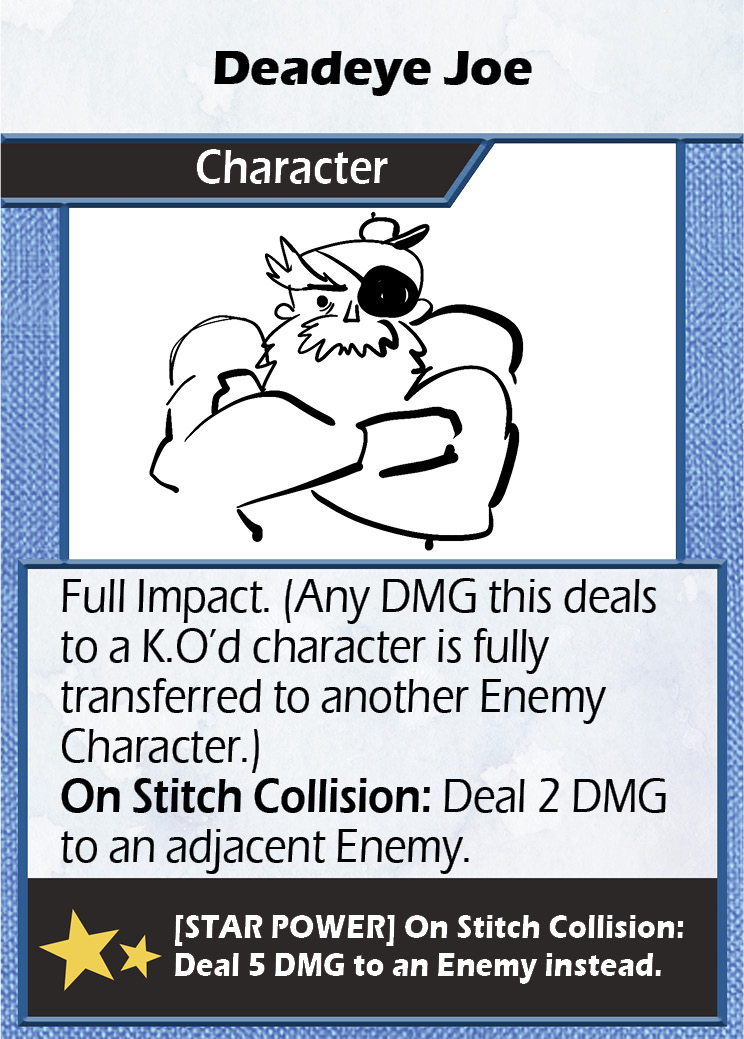 Deadeye Joe
Character
Full Impact. (Any DMG this deals
to a K.O’d character is fully
transferred to another Enemy
Character.)
On Stitch Collision: Deal 2 DMG
to an adjacent Enemy.
[STAR POWER] On Stitch Collision:
Deal 5 DMG to an Enemy instead.